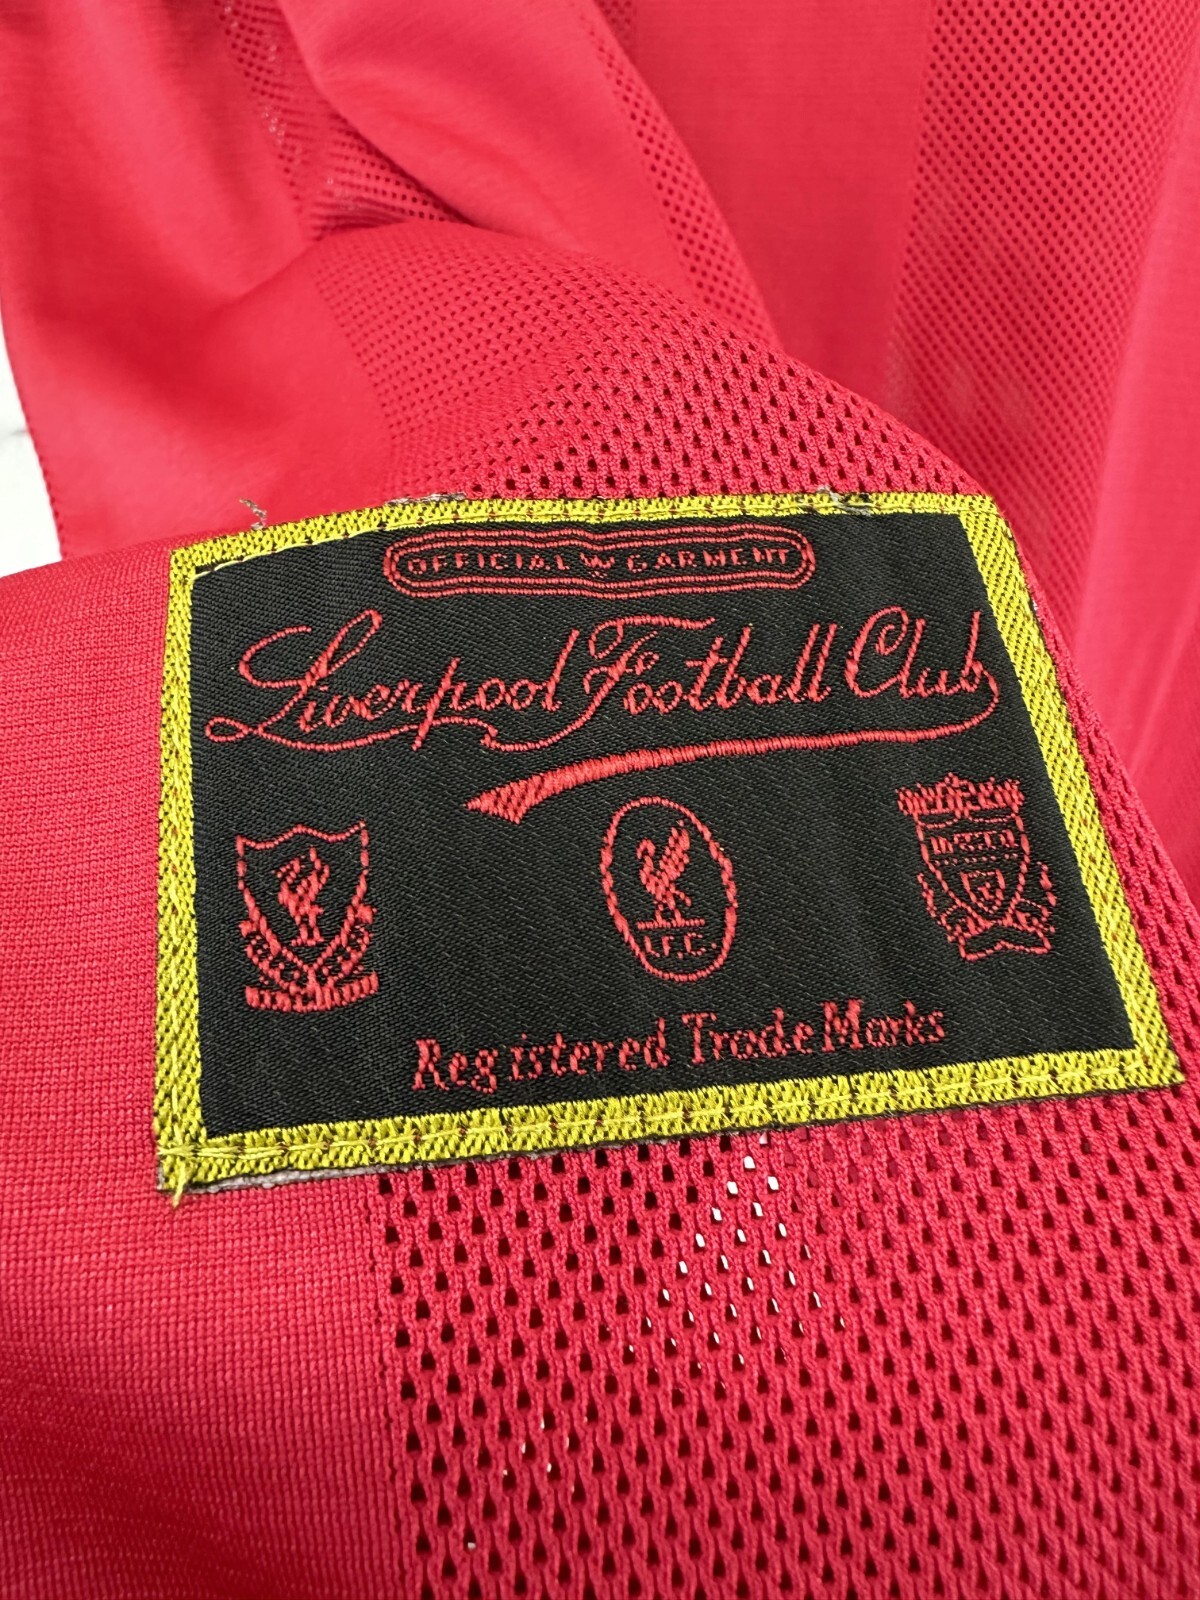 OFFICIAL GARMENT
Liverpool Football Club
L.F.C.
Registered Trade Marks